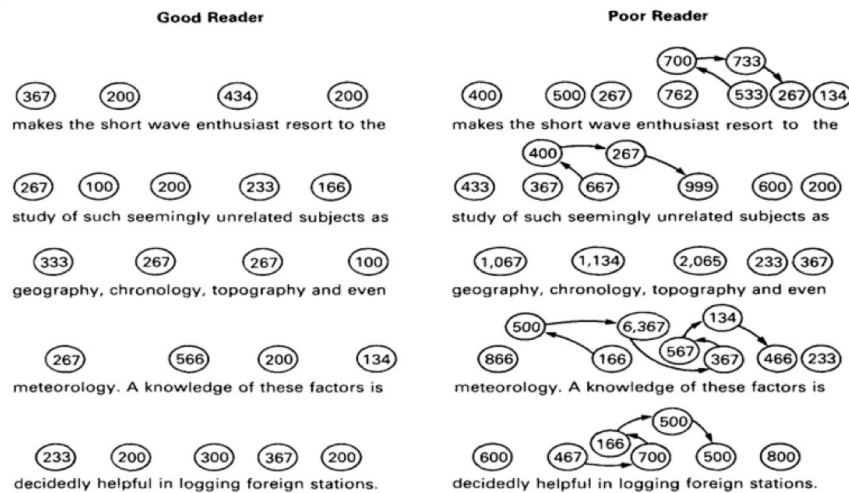 Good Reader
367 200 434 200
makes the short wave enthusiast resort to the
267 100 200 233 166
study of such seemingly unrelated subjects as
333 267 267 100
geography, chronology, topography and even
267 566 200 134
meteorology. A knowledge of these factors is
233 200 300 367 200
decidedly helpful in logging foreign stations.
Poor Reader
700 733
400 500 267 762 533 267 134
makes the short wave enthusiast resort to the
400 267
433 367 667 999 600 200
study of such seemingly unrelated subjects as
1,067 1,134 2,065 233 367
geography, chronology, topography and even
134
500 6,367
567
866 166 367 466 233
meteorology. A knowledge of these factors is
500
166
600 467 700 500 800
decidedly helpful in logging foreign stations.